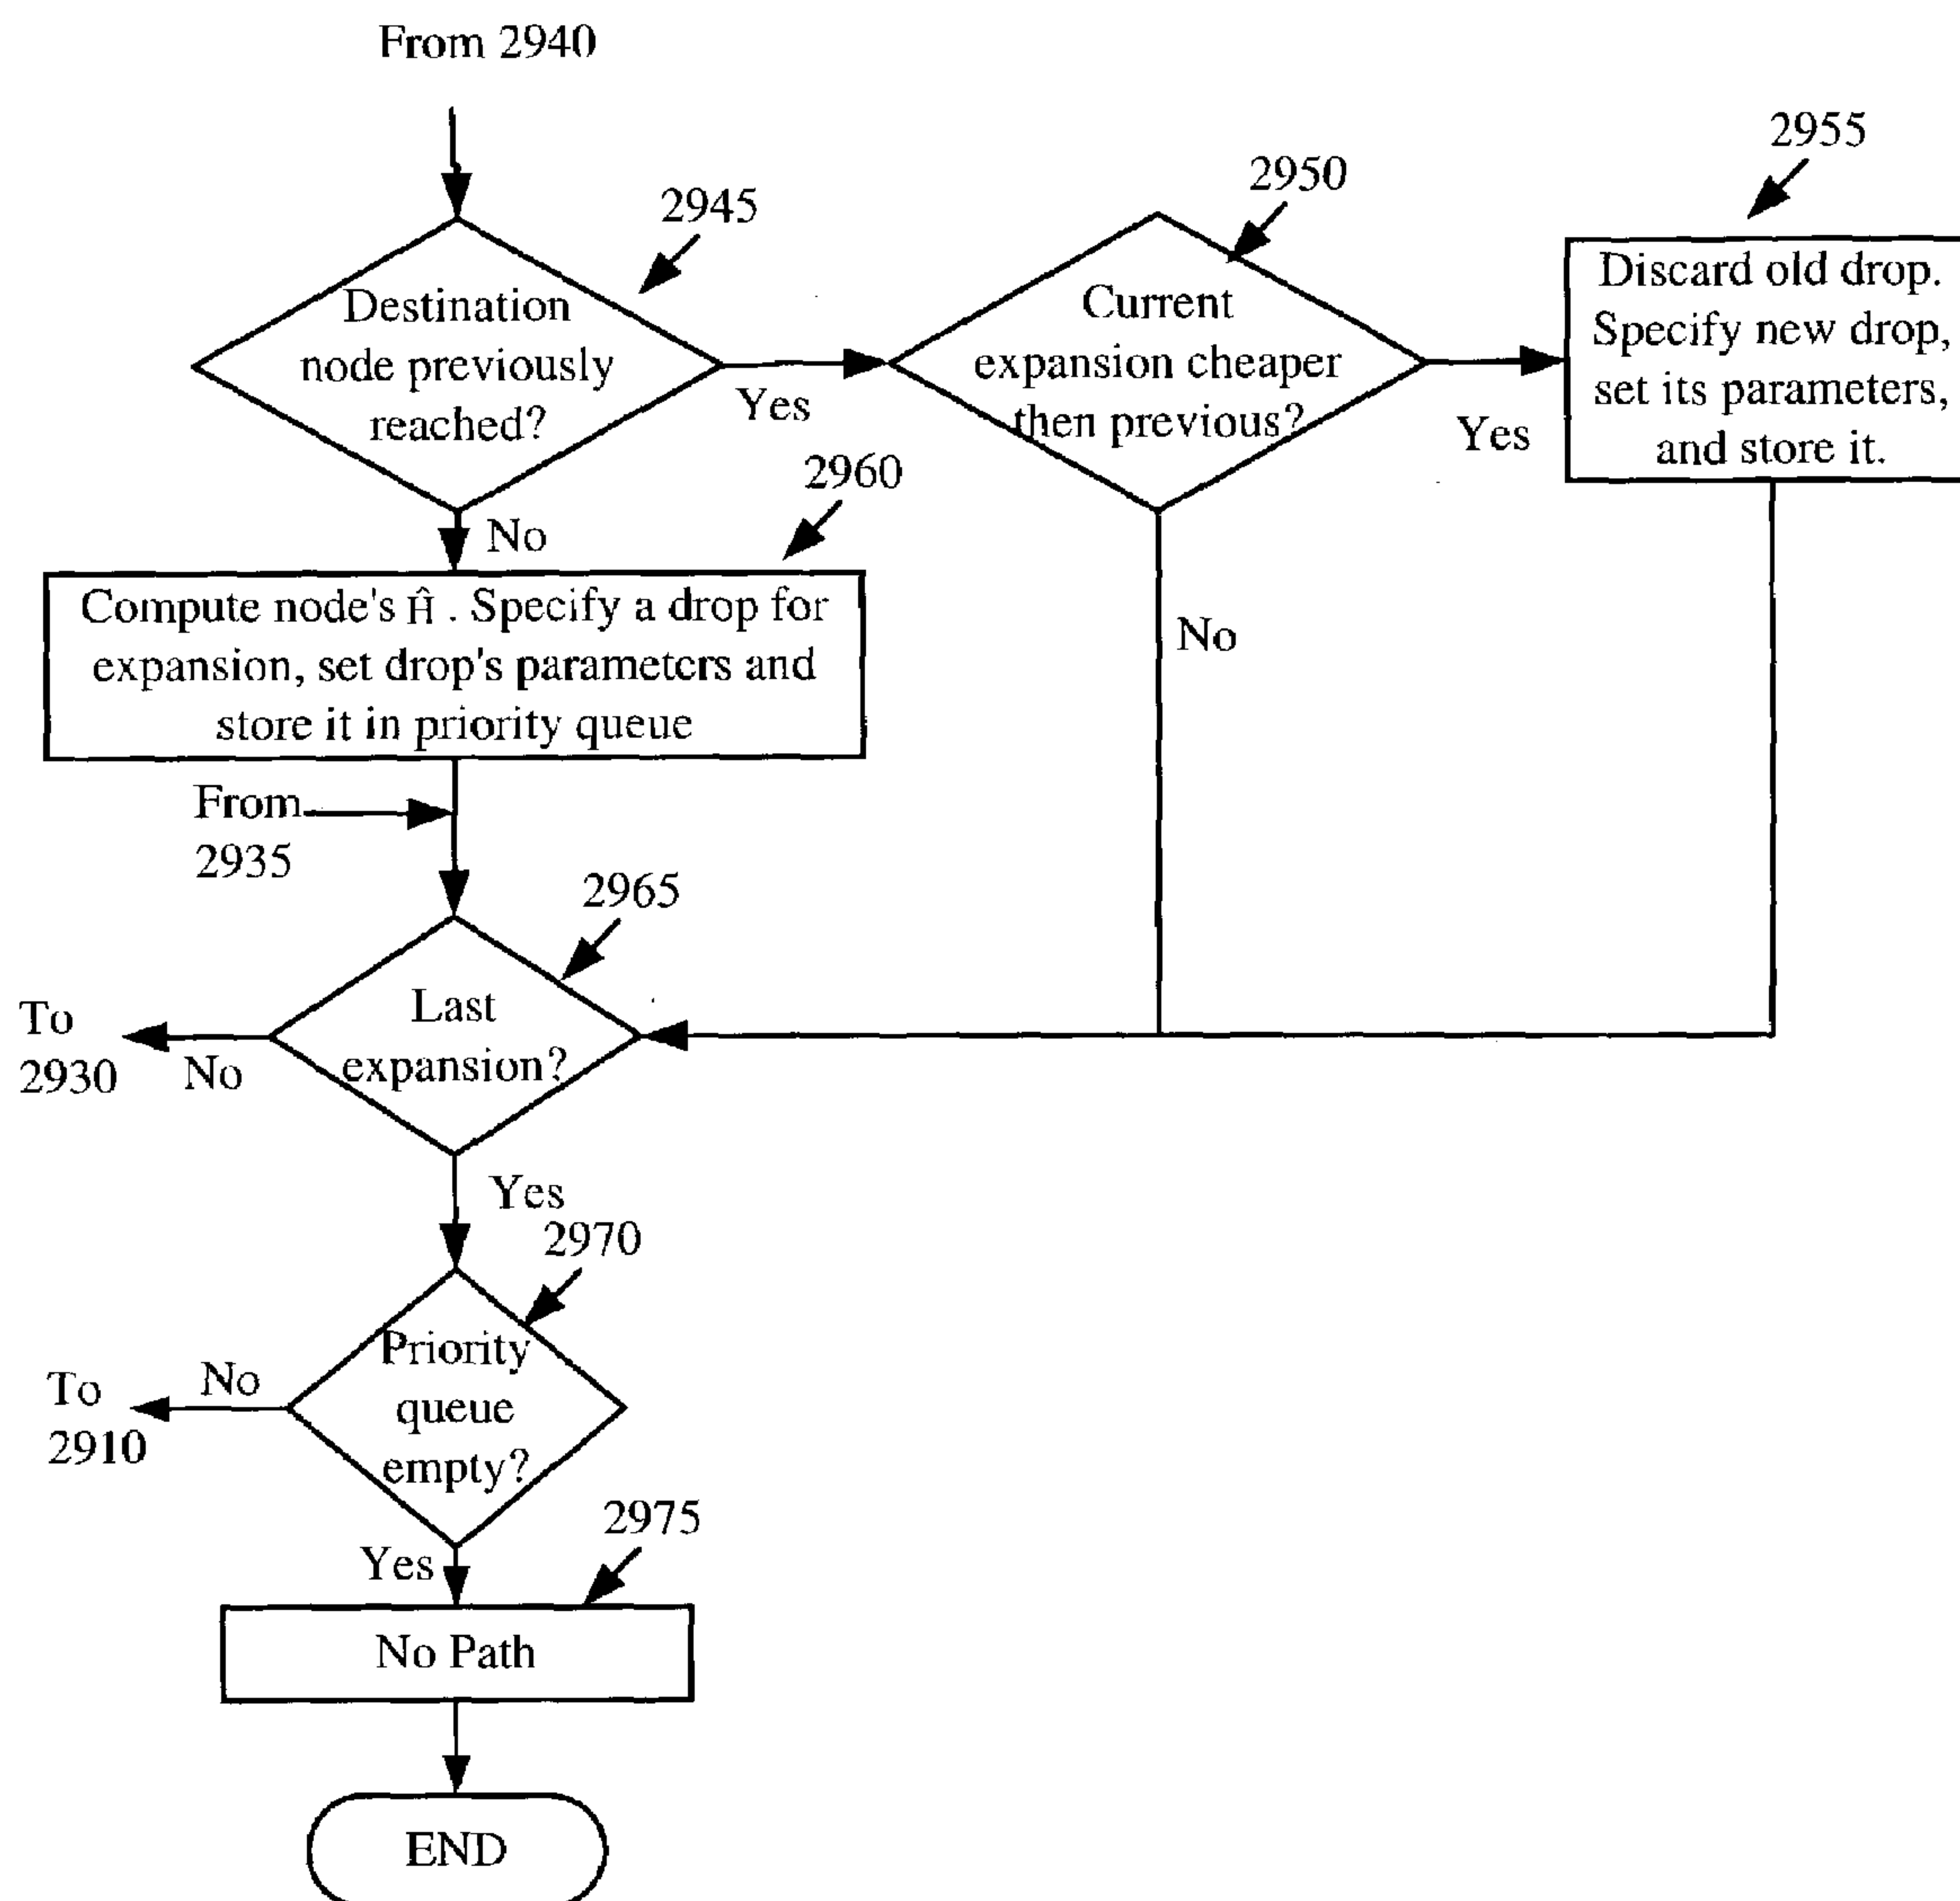 From 2940
2945
2950
2955
Destination
node previously
reached?
Yes
Current
expansion cheaper
then previous?
Yes
Discard old drop.
Specify new drop,
set its parameters,
and store it.
No
2960
Compute node's Ĥ . Specify a drop for
expansion, set drop's parameters and
store it in priority queue
No
From
2935
2965
Last
expansion?
To
2930
No
Yes
2970
Priority
queue
empty?
To
2910
No
Yes
2975
No Path
END